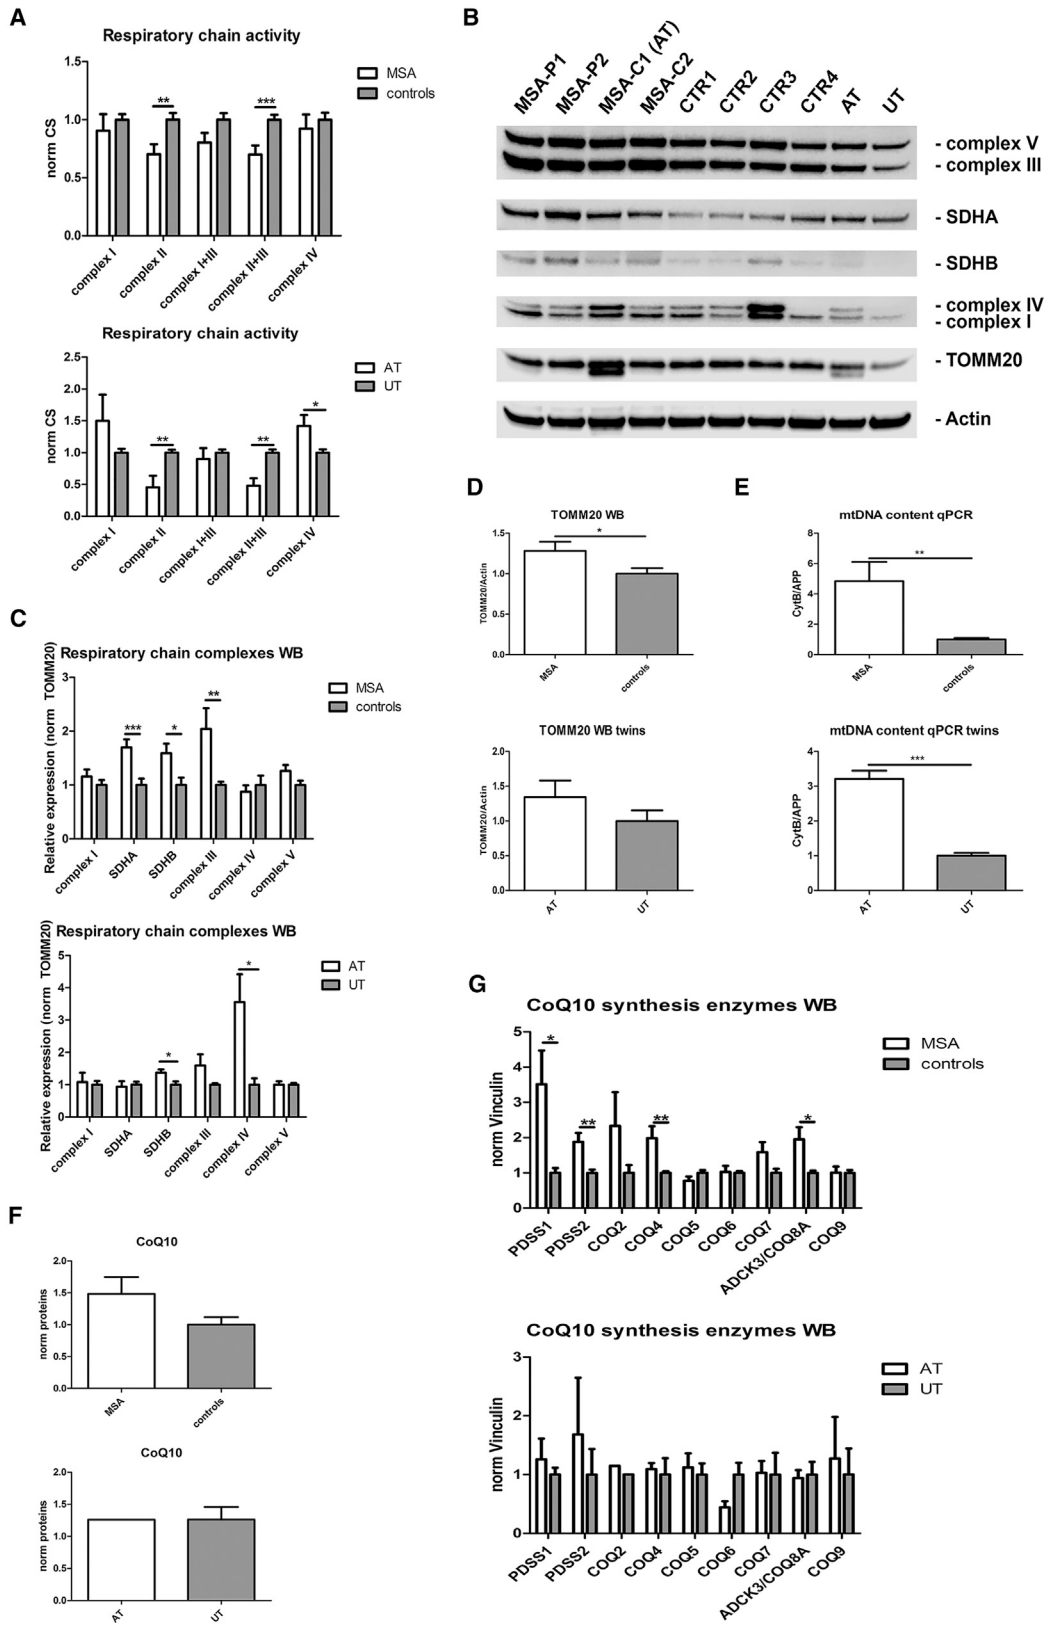 A
Respiratory chain activity
norm CS
1.5
1.0
0.5
0.0
** ***
MSA
controls
complex I
complex II
complex I+III
complex II+III
complex IV
Respiratory chain activity
norm CS
2.5
2.0
1.5
1.0
0.5
0.0
** ** *
AT
UT
complex I
complex II
complex I+III
complex II+III
complex IV
B
MSA-P1
MSA-P2
MSA-C1 (AT)
MSA-C2
CTR1
CTR2
CTR3
CTR4
AT
UT
- complex V
- complex III
- SDHA
- SDHB
- complex IV
- complex I
- TOMM20
- Actin
C
Respiratory chain complexes WB
Relative expression (norm TOMM20)
3
2
1
0
*** * **
MSA
controls
complex I
SDHA
SDHB
complex III
complex IV
complex V
Respiratory chain complexes WB
Relative expression (norm TOMM20)
5
4
3
2
1
0
* *
AT
UT
complex I
SDHA
SDHB
complex III
complex IV
complex V
D
TOMM20 WB
TOMM20/Actin
1.5
1.0
0.5
0.0
*
MSA
controls
TOMM20 WB twins
TOMM20/Actin
2.0
1.5
1.0
0.5
0.0
AT
UT
E
mtDNA content qPCR
CytB/APP
8
6
4
2
0
**
MSA
controls
mtDNA content qPCR twins
CytB/APP
4
3
2
1
0
***
AT
UT
F
CoQ10
norm proteins
2.0
1.5
1.0
0.5
0.0
MSA
controls
CoQ10
norm proteins
2.0
1.5
1.0
0.5
0.0
AT
UT
G
CoQ10 synthesis enzymes WB
norm Vinculin
5
4
3
2
1
0
* ** ** *
MSA
controls
PDSS1
PDSS2
COQ2
COQ4
COQ5
COQ6
COQ7
ADCK3/COQ8A
COQ9
CoQ10 synthesis enzymes WB
norm Vinculin
3
2
1
0
AT
UT
PDSS1
PDSS2
COQ2
COQ4
COQ5
COQ6
COQ7
ADCK3/COQ8A
COQ9